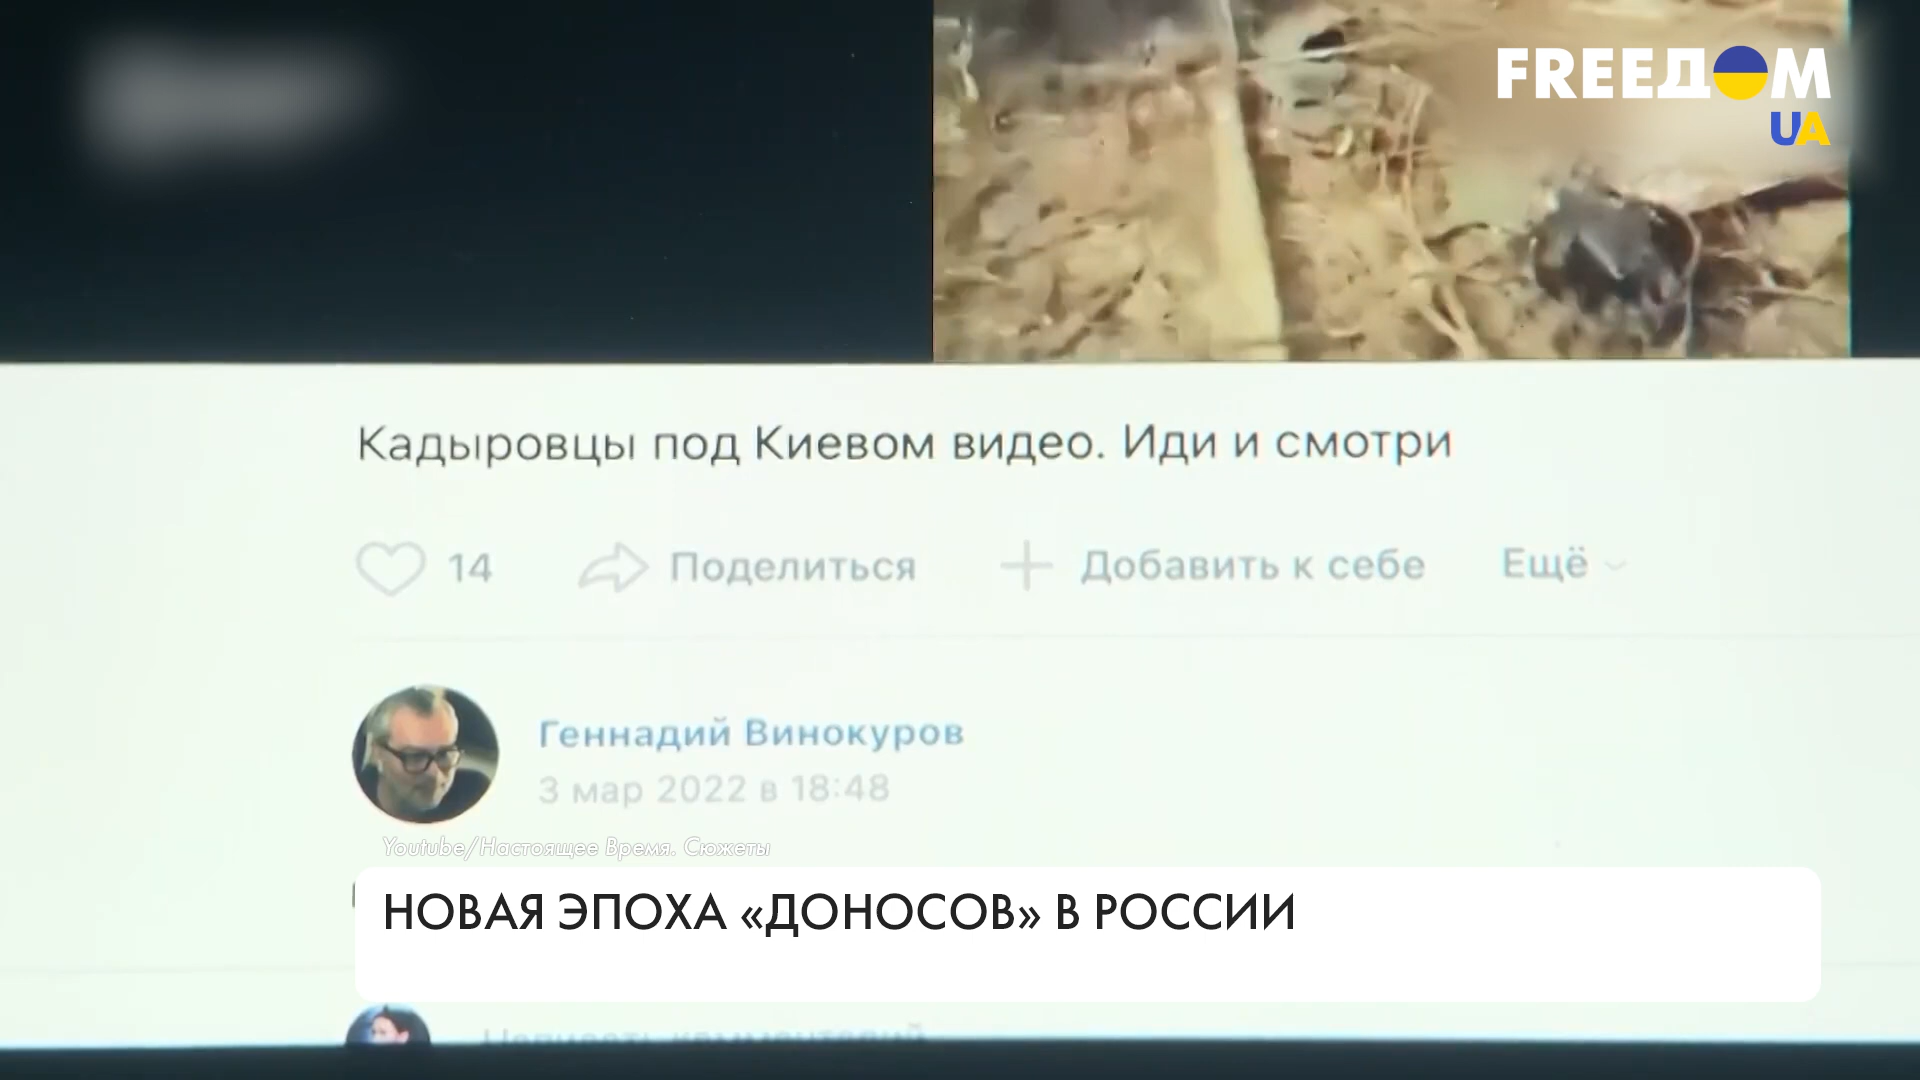 FREEДOM
UA
Кадыровцы под Киевом видео. Иди и смотри
14 Поделиться Добавить к себе Ещё
Геннадий Винокуров
3 мар 2022 в 18:48
Youtube/Настоящее Время. Сюжеты
НОВАЯ ЭПОХА «ДОНОСОВ» В РОССИИ